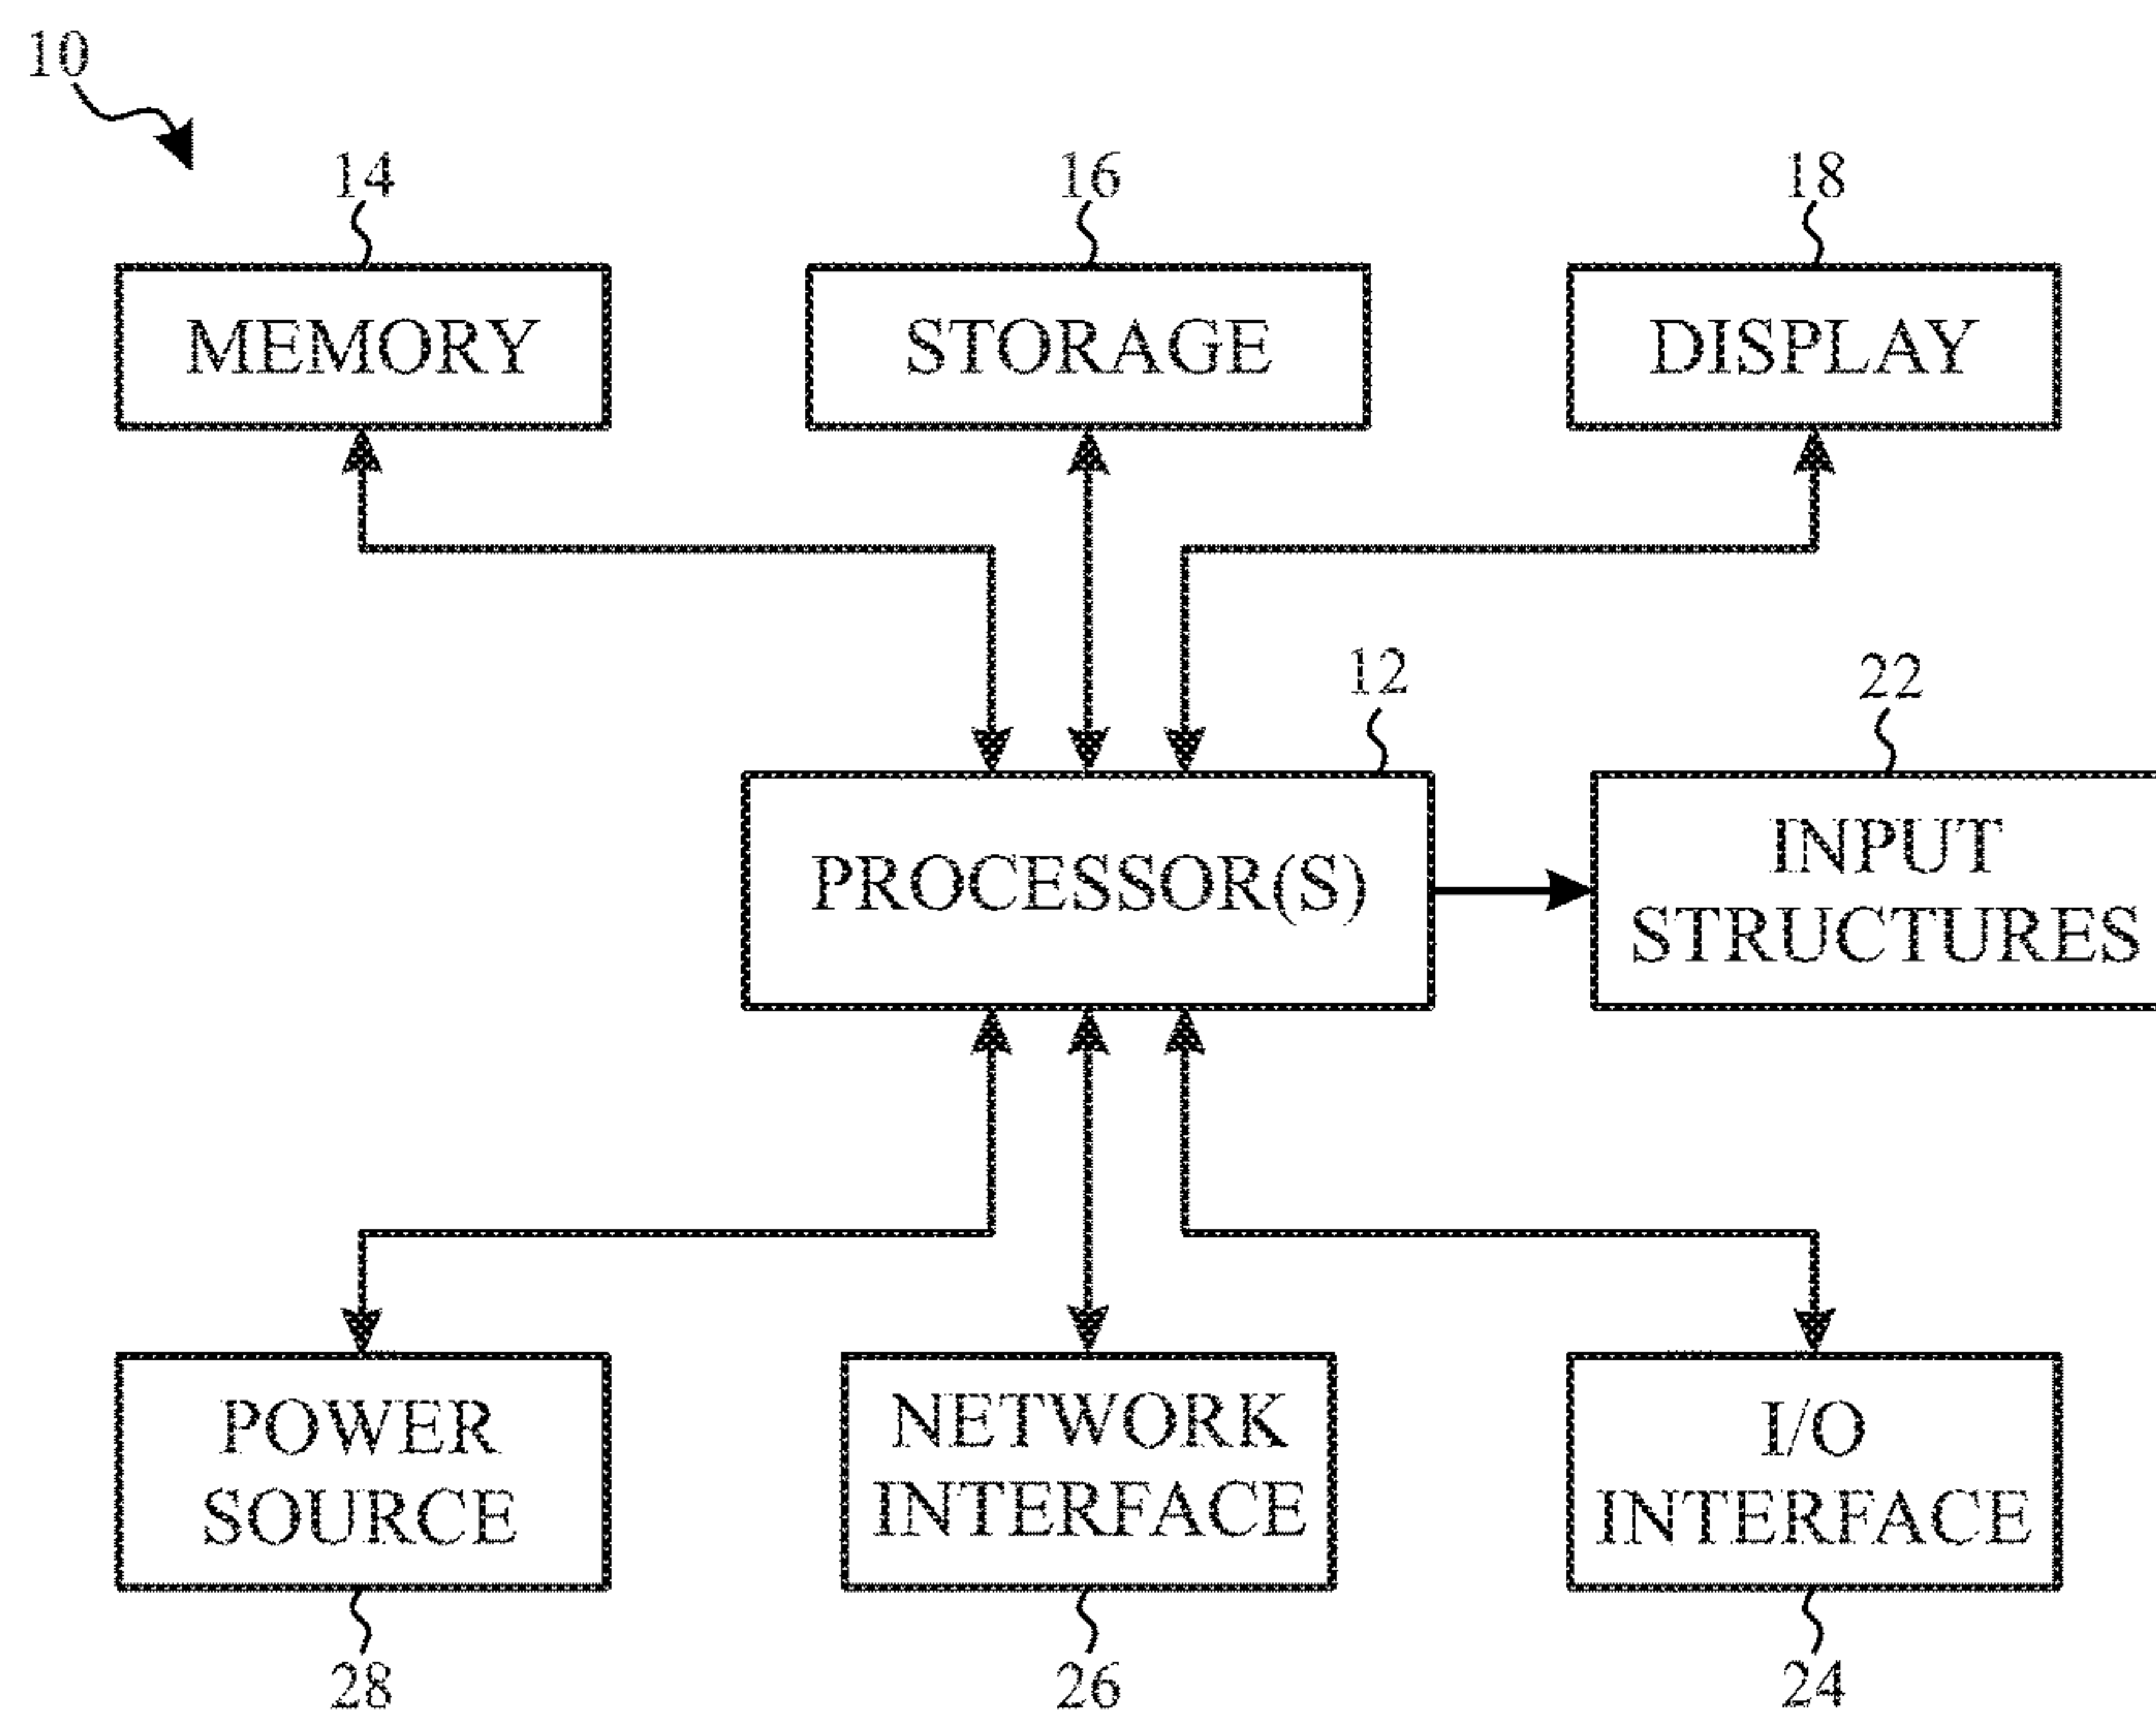 10
14
16
18
MEMORY
STORAGE
DISPLAY
12
22
PROCESSOR(S)
INPUT
STRUCTURES
POWER
SOURCE
NETWORK
INTERFACE
I/O
INTERFACE
28
26
24